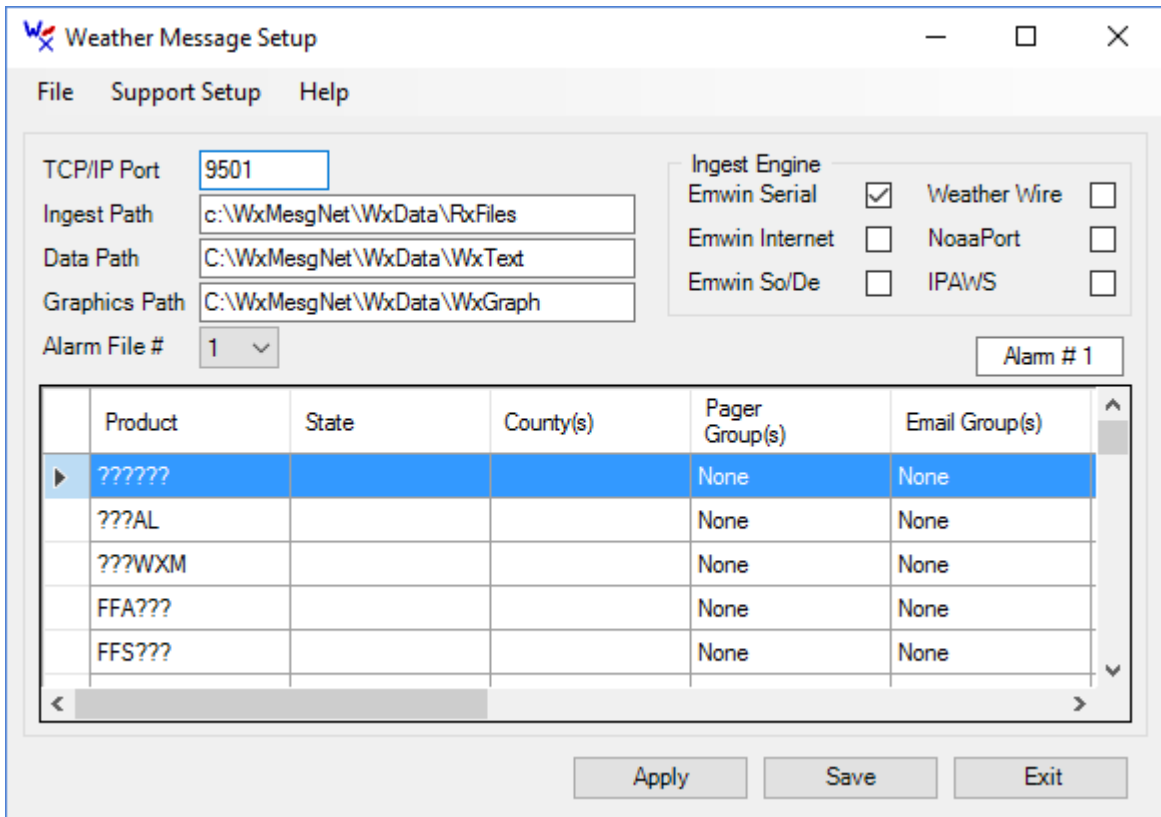 Weather Message Setup
File Support Setup Help
TCP/IP Port 9501
Ingest Path c:\WxMesgNet\WxData\RxFiles
Data Path C:\WxMesgNet\WxData\WxText
Graphics Path C:\WxMesgNet\WxData\WxGraph
Alarm File # 1
Ingest Engine
Emwin Serial Weather Wire
Emwin Internet NoaaPort
Emwin So/De IPAWS
Alarm # 1
Product State County(s) Pager Group(s) Email Group(s)
?????? None None
???AL None None
???WXM None None
FFA??? None None
FFS??? None None
Apply Save Exit